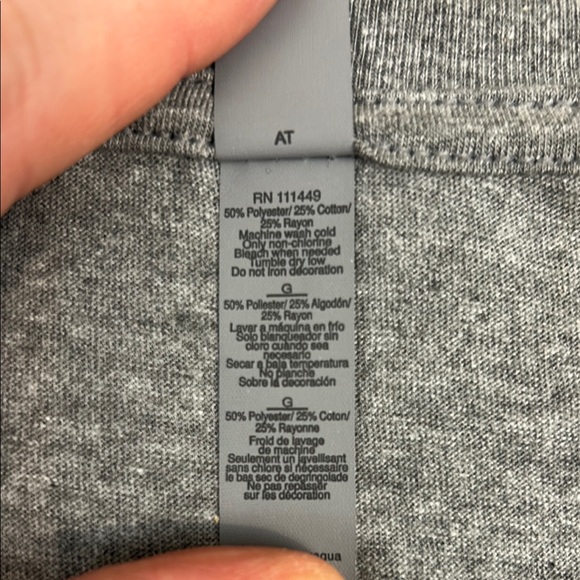 AT
RN 111449
50% Polyester/ 25% Cotton/
25% Rayon
Machine wash cold
Only non-chlorine
Bleach when needed
Tumble dry low
Do not iron decoration
G
50% Poliester/ 25% Algodón/
25% Rayon
Lavar a máquina en frío
Solo blanqueador sin
cloro cuando sea
necesario
Secar a baja temperatura
No planche
Sobre la decoración
G
50% Polyester/ 25% Coton/
25% Rayonne
Froid de lavage
de machine
Seulement un javellisant
sans chlore si nécessaire
le bas sec de degringolade
Ne pas repasser
sur les décoration